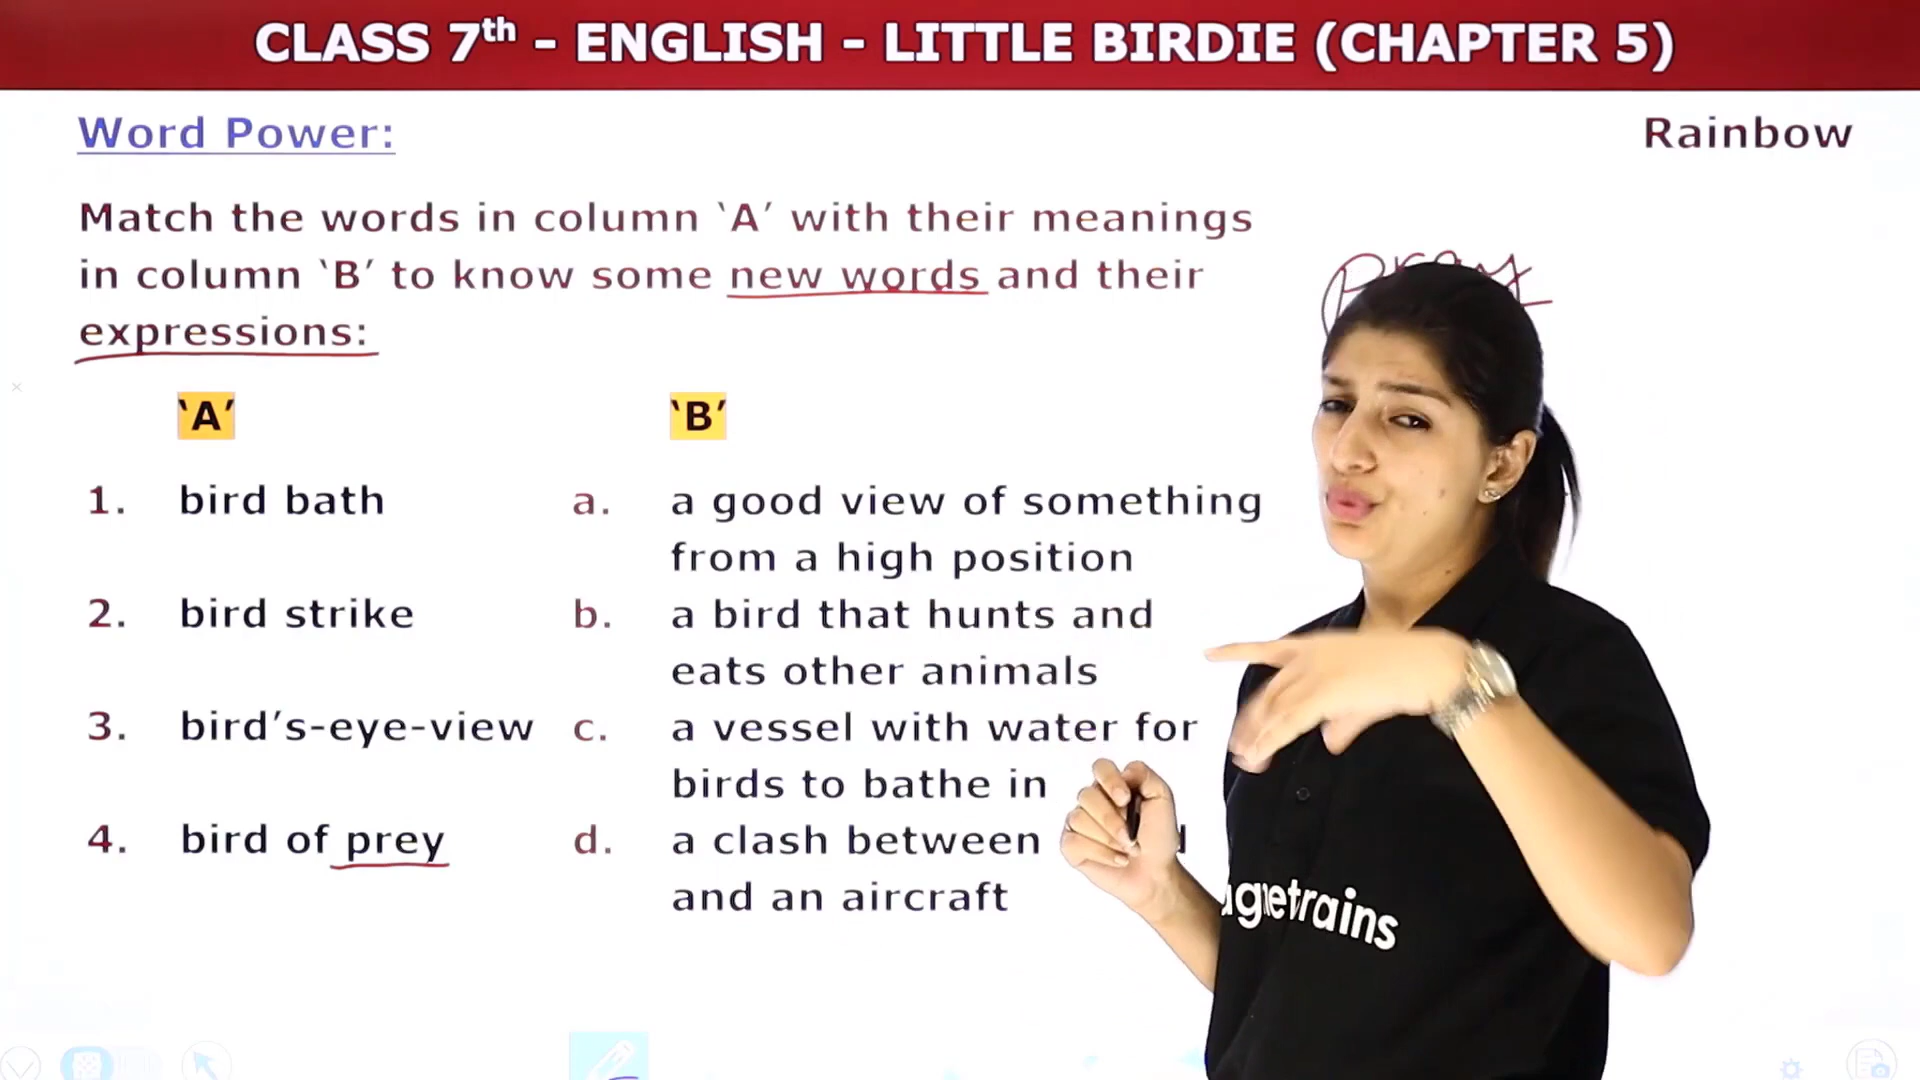 CLASS 7th - ENGLISH - LITTLE BIRDIE (CHAPTER 5)
Word Power:
Rainbow
Match the words in column ‘A’ with their meanings
in column ‘B’ to know some new words and their
expressions:
‘A’ ‘B’
1. bird bath a. a good view of something
from a high position
2. bird strike b. a bird that hunts and
eats other animals
3. bird’s-eye-view c. a vessel with water for
birds to bathe in
4. bird of prey d. a clash between
and an aircraft